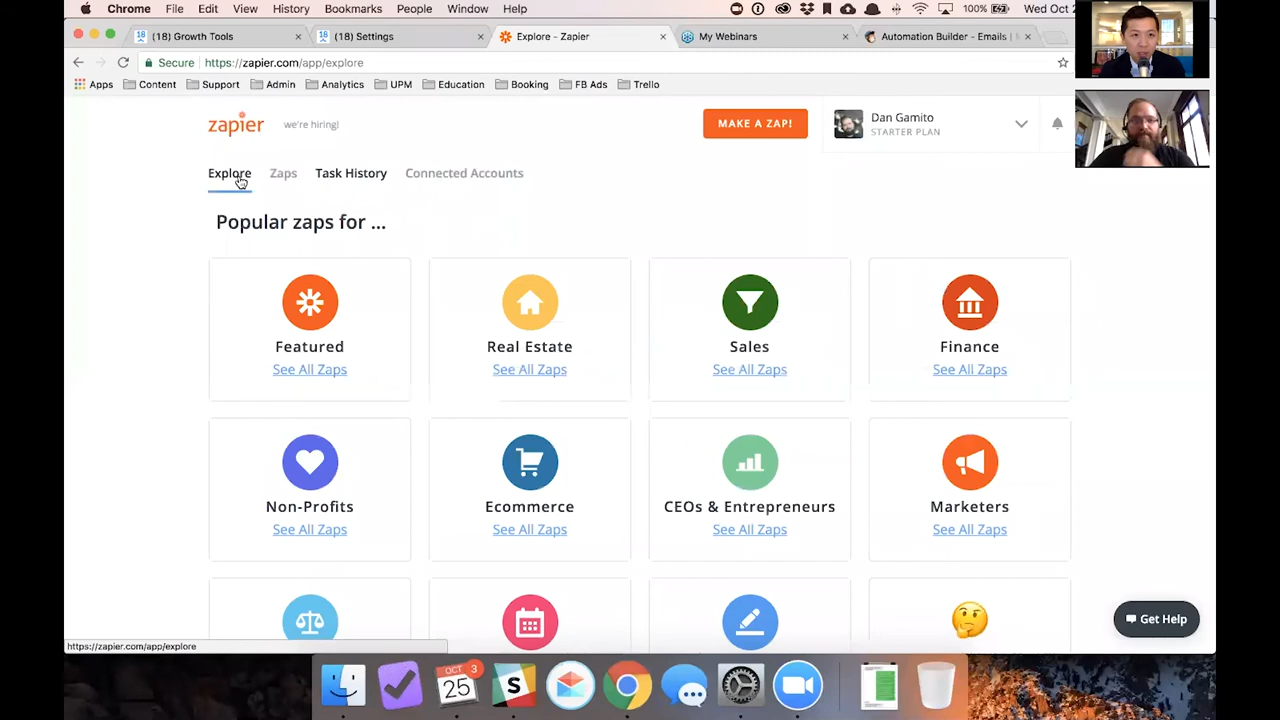 Chrome File Edit View History Bookmarks People Window Help 100% Wed Oct 2
(18) Growth Tools (18) Settings Explore - Zapier My Webinars Automation Builder - Emails |
Secure https://zapier.com/app/explore
Apps Content Support Admin Analytics UPM Education Booking FB Ads Trello
zapier we're hiring! MAKE A ZAP! Dan Gamito
STARTER PLAN
Explore Zaps Task History Connected Accounts
Popular zaps for ...
Featured Real Estate Sales Finance
See All Zaps See All Zaps See All Zaps See All Zaps
Non-Profits Ecommerce CEOs & Entrepreneurs Marketers
See All Zaps See All Zaps See All Zaps See All Zaps
Get Help
https://zapier.com/app/explore
OCT 3
25 S